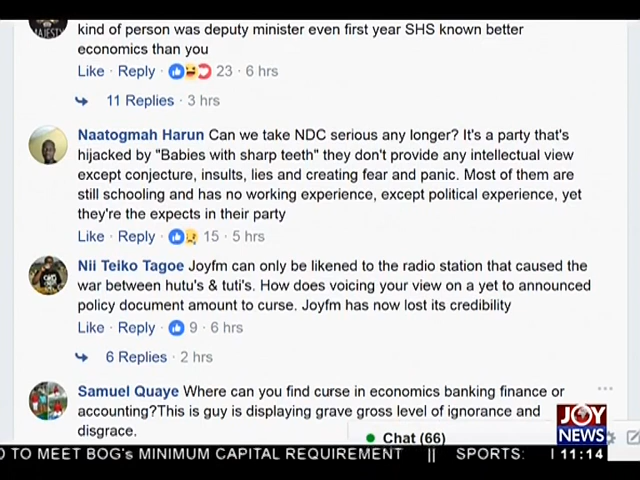 MAJESTY
kind of person was deputy minister even first year SHS known better
economics than you
Like · Reply · 23 · 6 hrs
11 Replies · 3 hrs
Naatogmah Harun Can we take NDC serious any longer? It's a party that's
hijacked by "Babies with sharp teeth" they don't provide any intellectual view
except conjecture, insults, lies and creating fear and panic. Most of them are
still schooling and has no working experience, except political experience, yet
they're the expects in their party
Like · Reply · 15 · 5 hrs
Nii Teiko Tagoe Joyfm can only be likened to the radio station that caused the
war between hutu's & tuti's. How does voicing your view on a yet to announced
policy document amount to curse. Joyfm has now lost its credibility
Like · Reply · 9 · 6 hrs
6 Replies · 2 hrs
Samuel Quaye Where can you find curse in economics banking finance or
accounting?This is guy is displaying grave gross level of ignorance and
disgrace.
Chat (66)
JOY
NEWS
O TO MEET BOG's MINIMUM CAPITAL REQUIREMENT || SPORTS: I 11:14